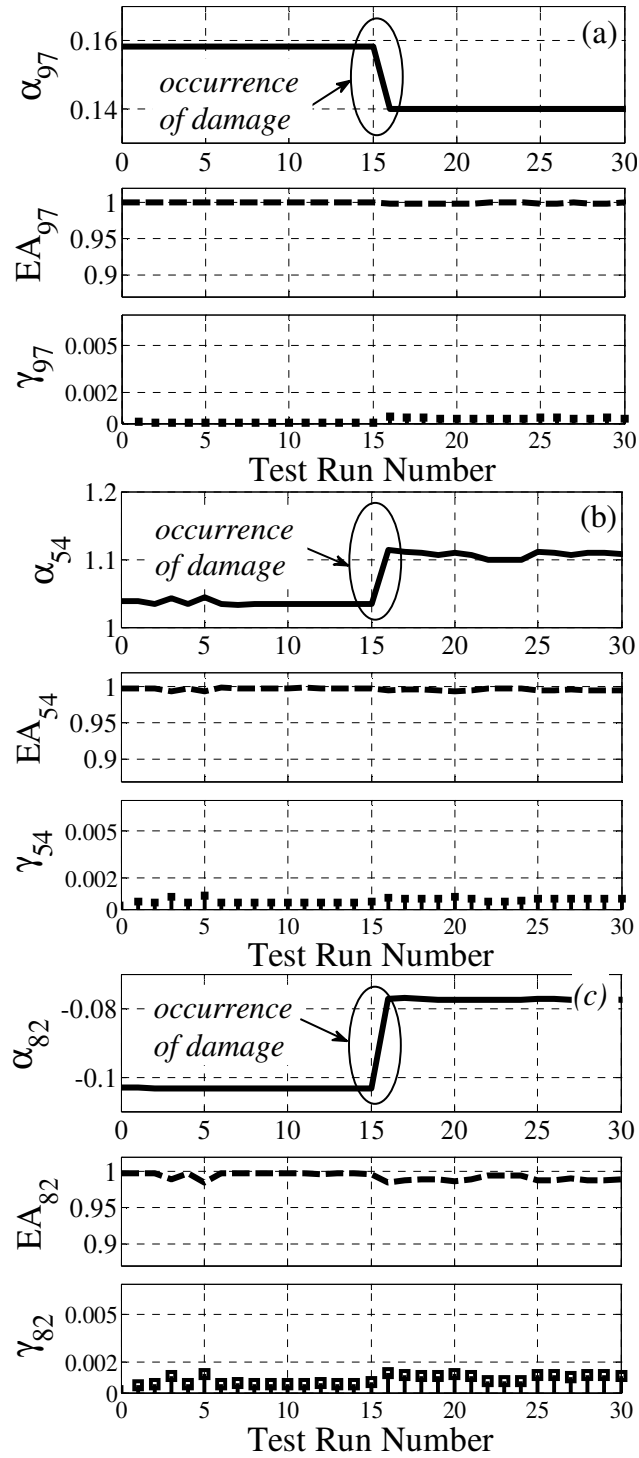 (a)
0.16
0.14
α97
occurrence
of damage
0 5 10 15 20 25 30
1
0.95
0.9
EA97
0.005
0.002
0
γ97
0 5 10 15 20 25 30
Test Run Number
(b)
1.2
1.1
1
α54
occurrence
of damage
0 5 10 15 20 25 30
1
0.95
0.9
EA54
0.005
0.002
0
γ54
0 5 10 15 20 25 30
Test Run Number
(c)
-0.08
-0.1
α82
occurrence
of damage
0 5 10 15 20 25 30
1
0.95
0.9
EA82
0.005
0.002
0
γ82
0 5 10 15 20 25 30
Test Run Number